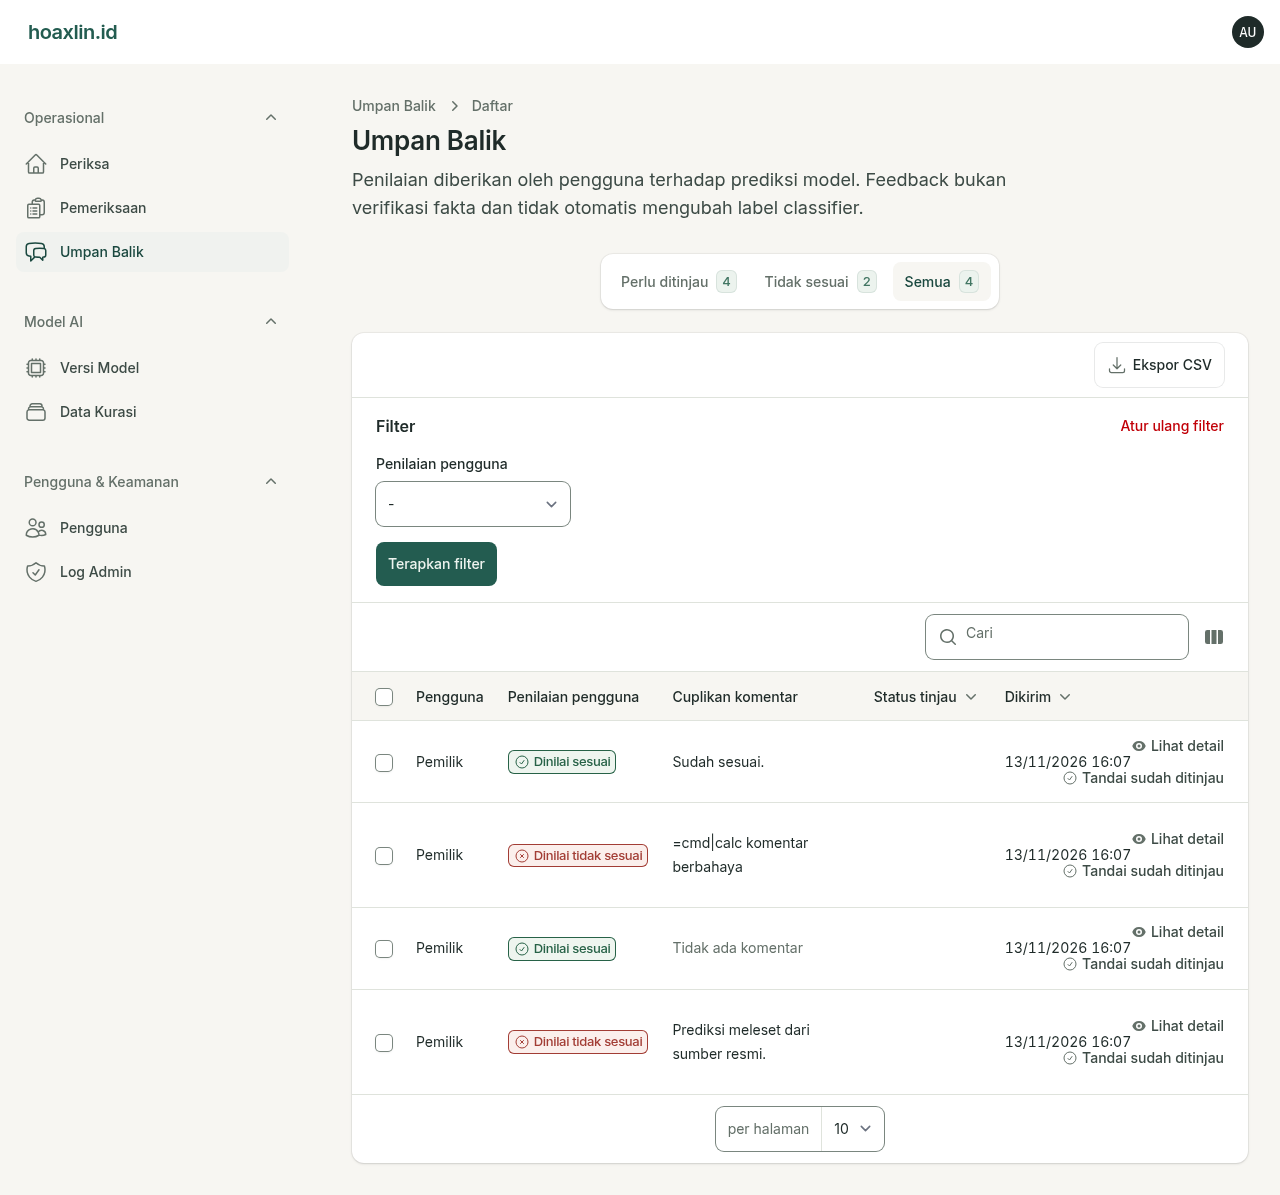 hoaxlin.id
AU
Operasional
Periksa
Pemeriksaan
Umpan Balik
Model AI
Versi Model
Data Kurasi
Pengguna & Keamanan
Pengguna
Log Admin
Umpan Balik > Daftar
Umpan Balik
Penilaian diberikan oleh pengguna terhadap prediksi model. Feedback bukan
verifikasi fakta dan tidak otomatis mengubah label classifier.
Perlu ditinjau 4 Tidak sesuai 2 Semua 4
Ekspor CSV
Filter Atur ulang filter
Penilaian pengguna
-
Terapkan filter
Cari
Pengguna Penilaian pengguna Cuplikan komentar Status tinjau Dikirim
Pemilik Dinilai sesuai Sudah sesuai. 13/11/2026 16:07 Lihat detail
Tandai sudah ditinjau
Pemilik Dinilai tidak sesuai =cmd|calc komentar
berbahaya 13/11/2026 16:07 Lihat detail
Tandai sudah ditinjau
Pemilik Dinilai sesuai Tidak ada komentar 13/11/2026 16:07 Lihat detail
Tandai sudah ditinjau
Pemilik Dinilai tidak sesuai Prediksi meleset dari
sumber resmi. 13/11/2026 16:07 Lihat detail
Tandai sudah ditinjau
per halaman 10